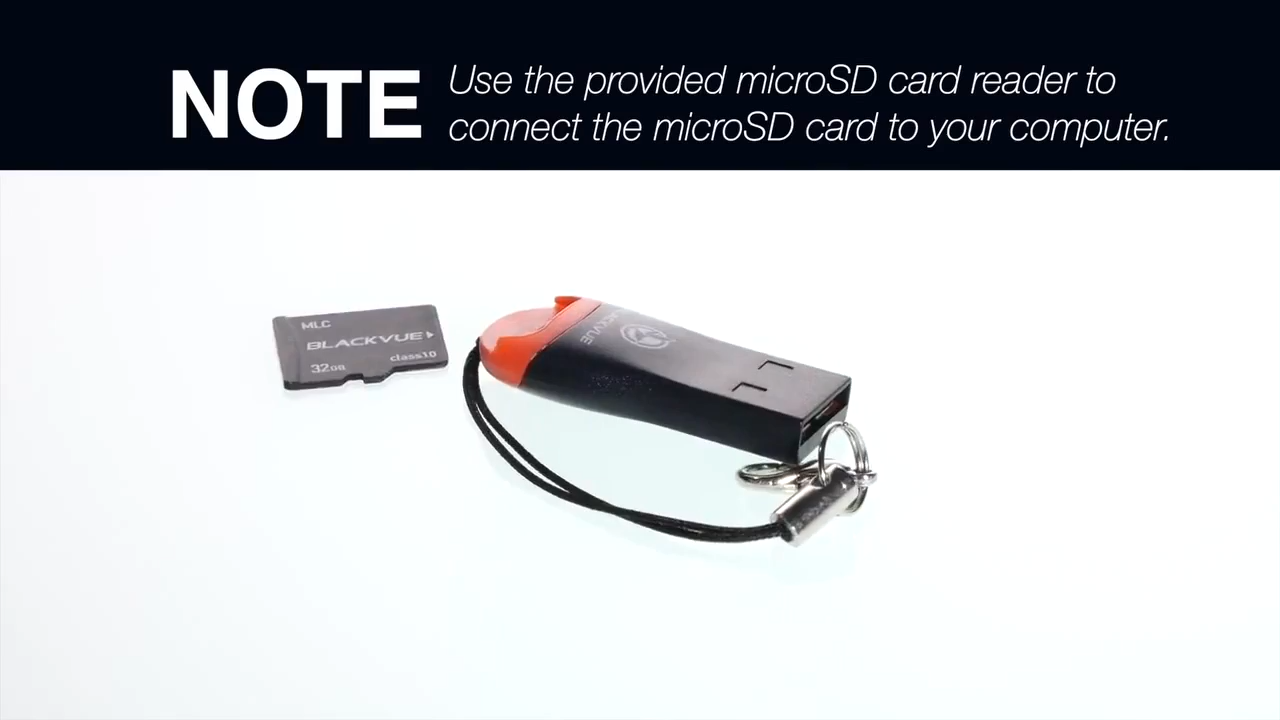 NOTE
Use the provided microSD card reader to
connect the microSD card to your computer.
MLC
BLACKVUE
32GB
class10
BLACKVUE